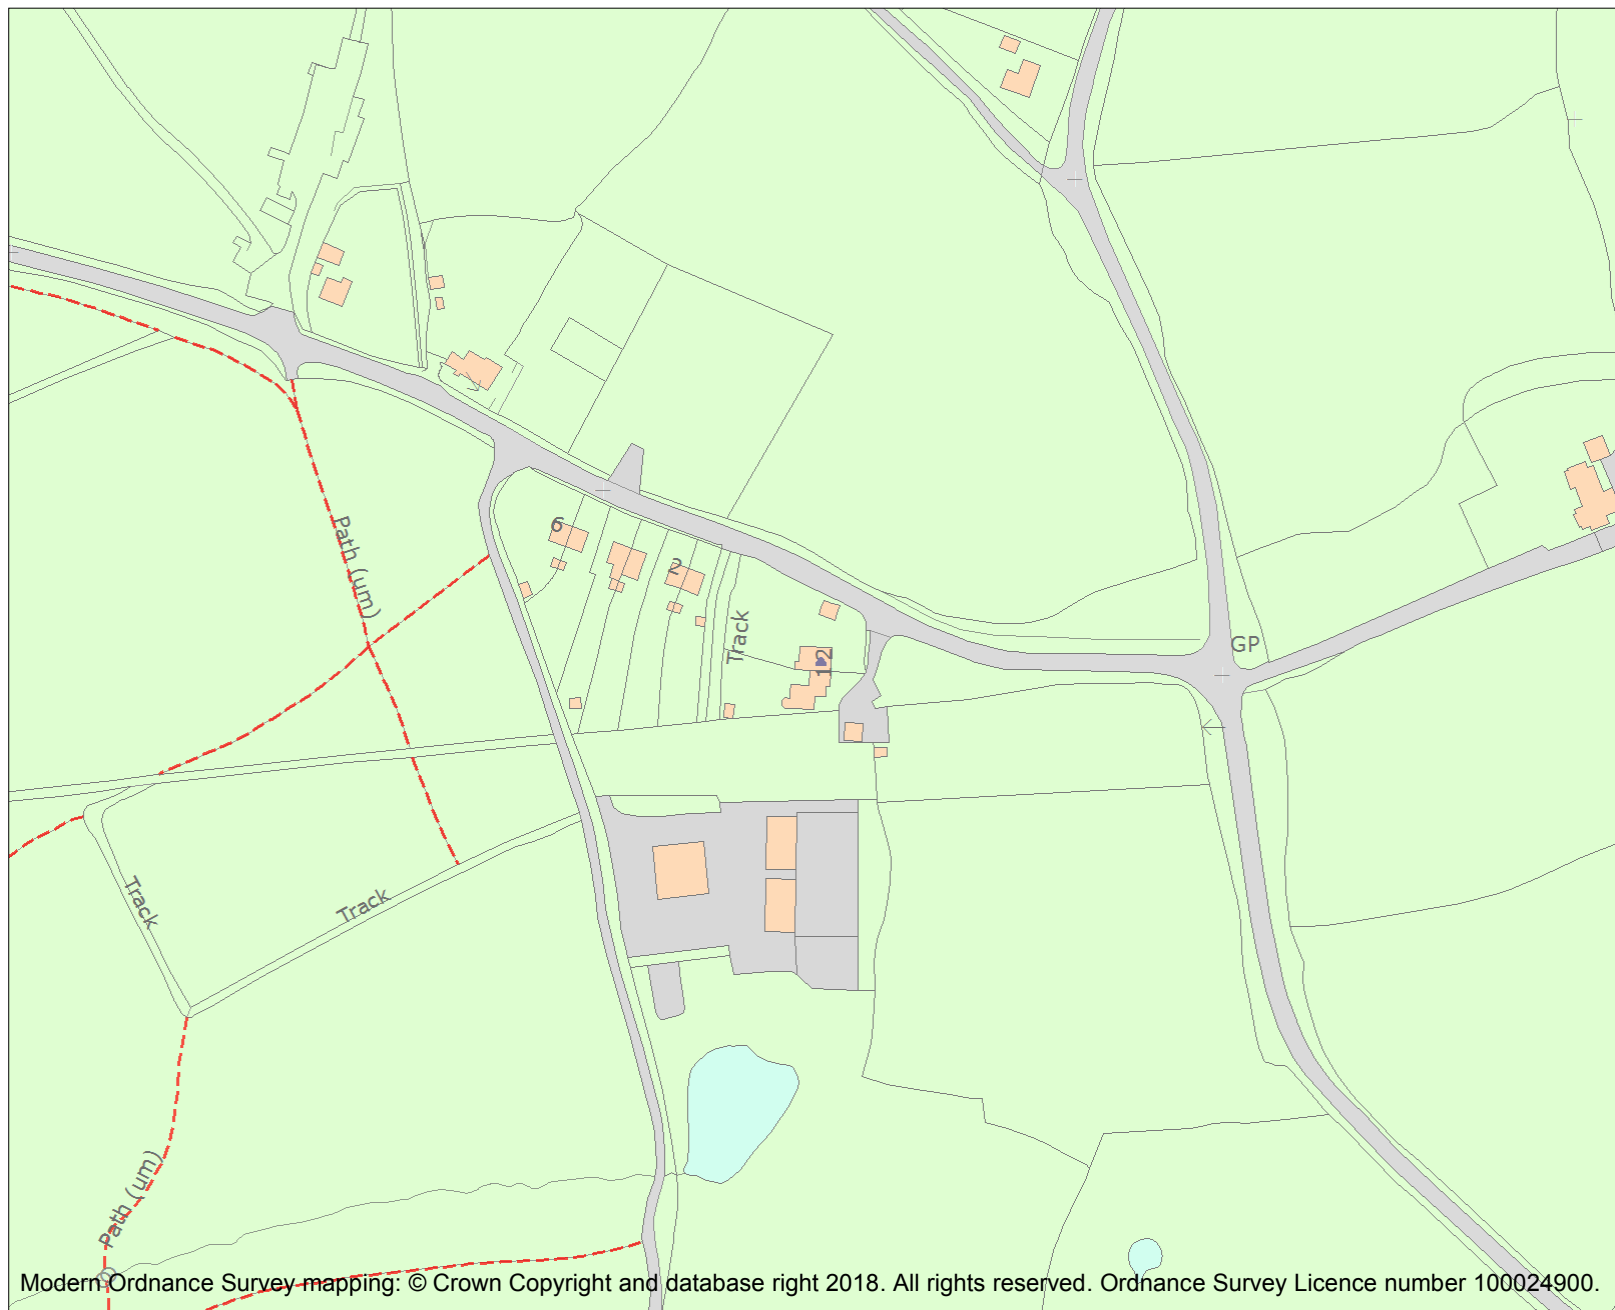 6
Path (um)
2
Track
12
GP
Track
Track
Path (um)
Modern Ordnance Survey mapping: © Crown Copyright and database right 2018. All rights reserved. Ordnance Survey Licence number 100024900.